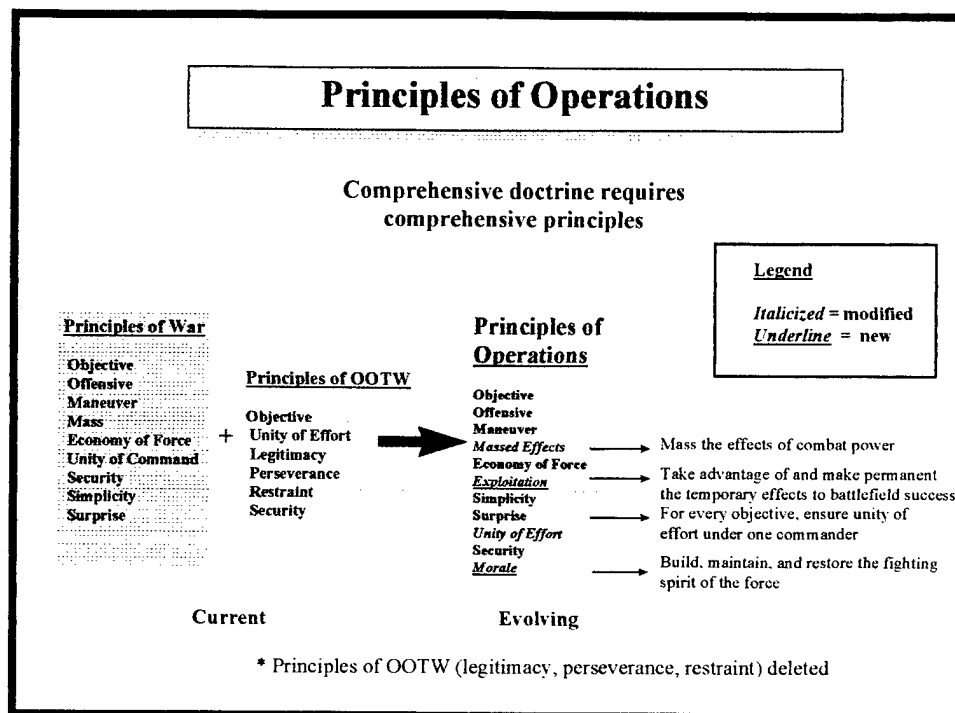 Principles of Operations
Comprehensive doctrine requires
comprehensive principles
Legend
Italicized = modified
Underline = new
Principles of War
Objective
Offensive
Maneuver
Mass
Economy of Force
Unity of Command
Security
Simplicity
Surprise
+
Principles of OOTW
Objective
Unity of Effort
Legitimacy
Perseverance
Restraint
Security
Principles of
Operations
Objective
Offensive
Maneuver
Massed Effects
Economy of Force
Exploitation
Simplicity
Surprise
Unity of Effort
Security
Morale
Mass the effects of combat power
Take advantage of and make permanent
the temporary effects to battlefield success
For every objective, ensure unity of
effort under one commander
Build, maintain, and restore the fighting
spirit of the force
Current
Evolving
* Principles of OOTW (legitimacy, perseverance, restraint) deleted